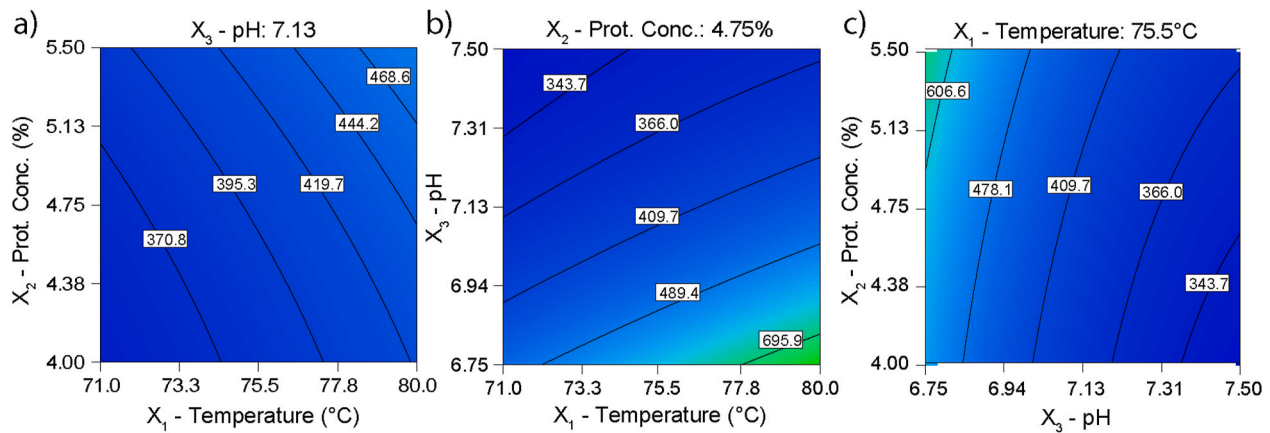 a)
X₃ - pH: 7.13
X₂ - Prot. Conc. (%)
5.50
5.13
4.75
4.38
4.00
468.6
444.2
395.3
419.7
370.8
71.0 73.3 75.5 77.8 80.0
X₁ - Temperature (°C)
b)
X₂ - Prot. Conc.: 4.75%
X₃ - pH
7.50
7.31
7.13
6.94
6.75
343.7
366.0
409.7
489.4
695.9
71.0 73.3 75.5 77.8 80.0
X₁ - Temperature (°C)
c)
X₁ - Temperature: 75.5°C
X₂ - Prot. Conc. (%)
5.50
5.13
4.75
4.38
4.00
606.6
478.1
409.7
366.0
343.7
6.75 6.94 7.13 7.31 7.50
X₃ - pH